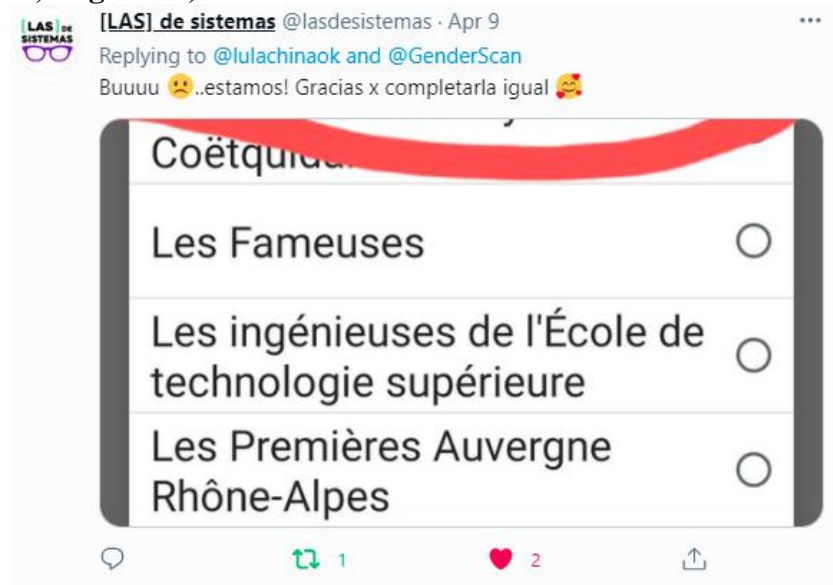 [LAS] de sistemas @lasdesistemas · Apr 9
[LAS] DE
SISTEMAS
Replying to @lulachinaok and @GenderScan
Buuuu 🙁..estamos! Gracias x completarla igual 🥰
Les Fameuses
Les ingénieuses de l'École de
technologie supérieure
Les Premières Auvergne
Rhône-Alpes
1
2